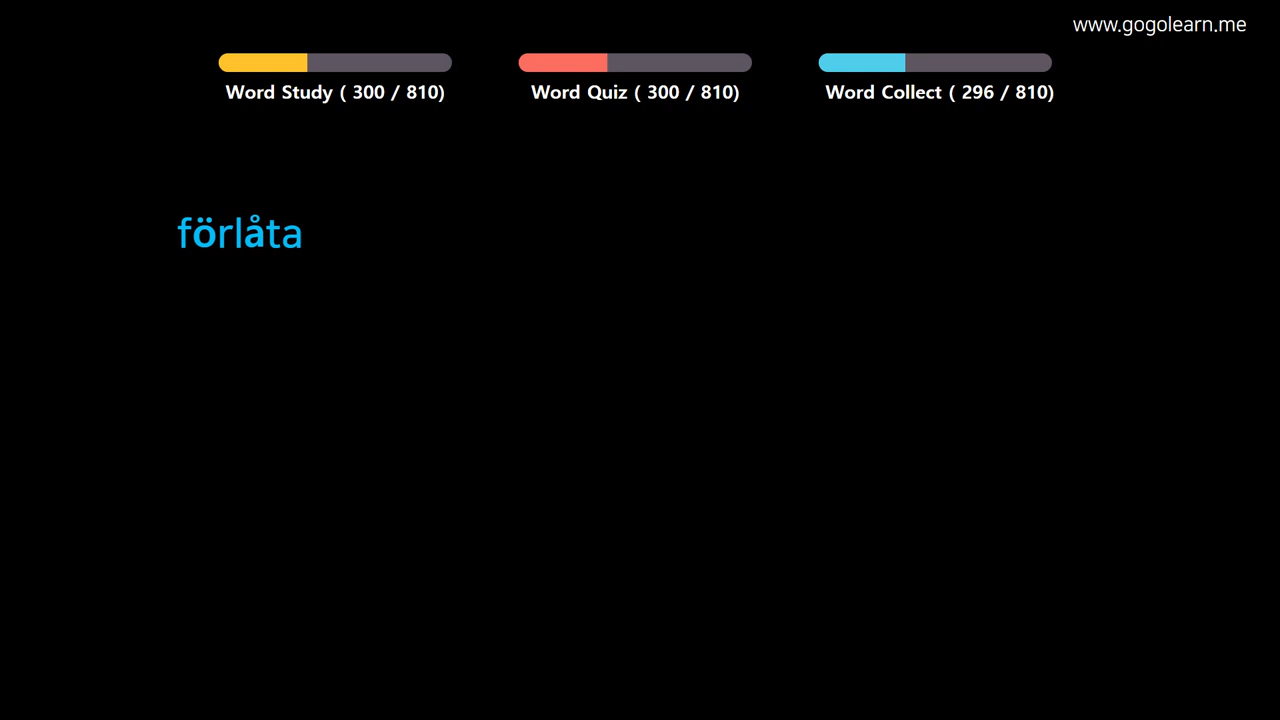 www.gogolearn.me
Word Study ( 300 / 810)
Word Quiz ( 300 / 810)
Word Collect ( 296 / 810)
förlåta